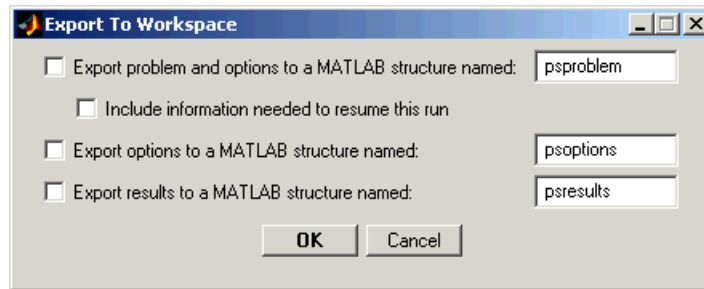 Export To Workspace
Export problem and options to a MATLAB structure named: psproblem
Include information needed to resume this run
Export options to a MATLAB structure named: psoptions
Export results to a MATLAB structure named: psresults
OK Cancel